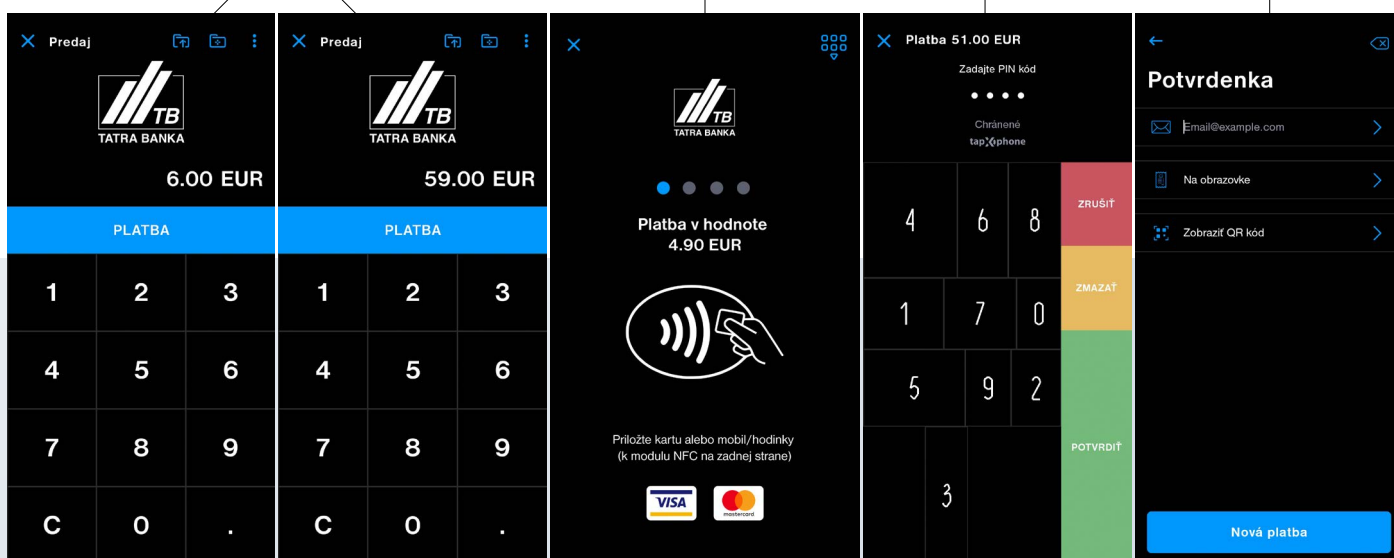 Predaj
TB
TATRA BANKA
6.00 EUR
PLATBA
1 2 3
4 5 6
7 8 9
C 0 .
Predaj
TB
TATRA BANKA
59.00 EUR
PLATBA
1 2 3
4 5 6
7 8 9
C 0 .
TB
TATRA BANKA
Platba v hodnote
4.90 EUR
Priložte kartu alebo mobil/hodinky
(k modulu NFC na zadnej strane)
VISA
mastercard
Platba 51.00 EUR
Zadajte PIN kód
Chránené
tapXphone
4 6 8
ZRUŠIŤ
1 7 0
ZMAZAŤ
5 9 2
POTVRDIŤ
3
Potvrdenka
Email@example.com
Na obrazovke
Zobraziť QR kód
Nová platba